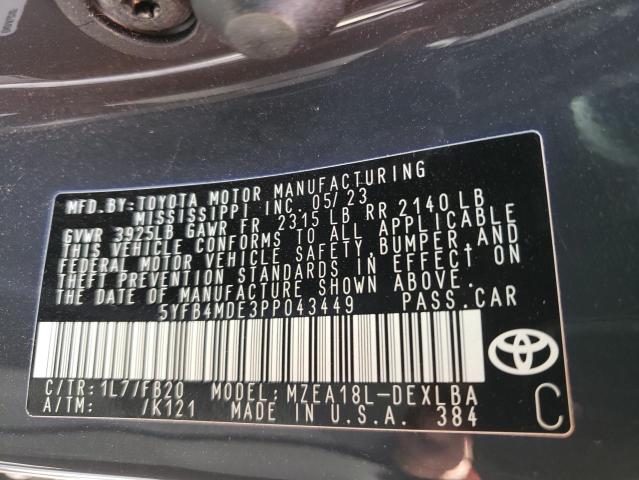 MFD.BY: TOYOTA MOTOR MANUFACTURING
MISSISSIPPI INC. 05/23
GVWR 3925LB GAWR FR 2315 LB RR 2140 LB
THIS VEHICLE CONFORMS TO ALL APPLICABLE
FEDERAL MOTOR VEHICLE SAFETY, BUMPER, AND
THEFT PREVENTION STANDARDS IN EFFECT ON
THE DATE OF MANUFACTURE SHOWN ABOVE.
5YFB4MDE3PP043449 PASS.CAR
C/TR: 1L7/FB20 MODEL: MZEA18L-DEXLBA
A/TM: /K121 MADE IN U.S.A. 384 C